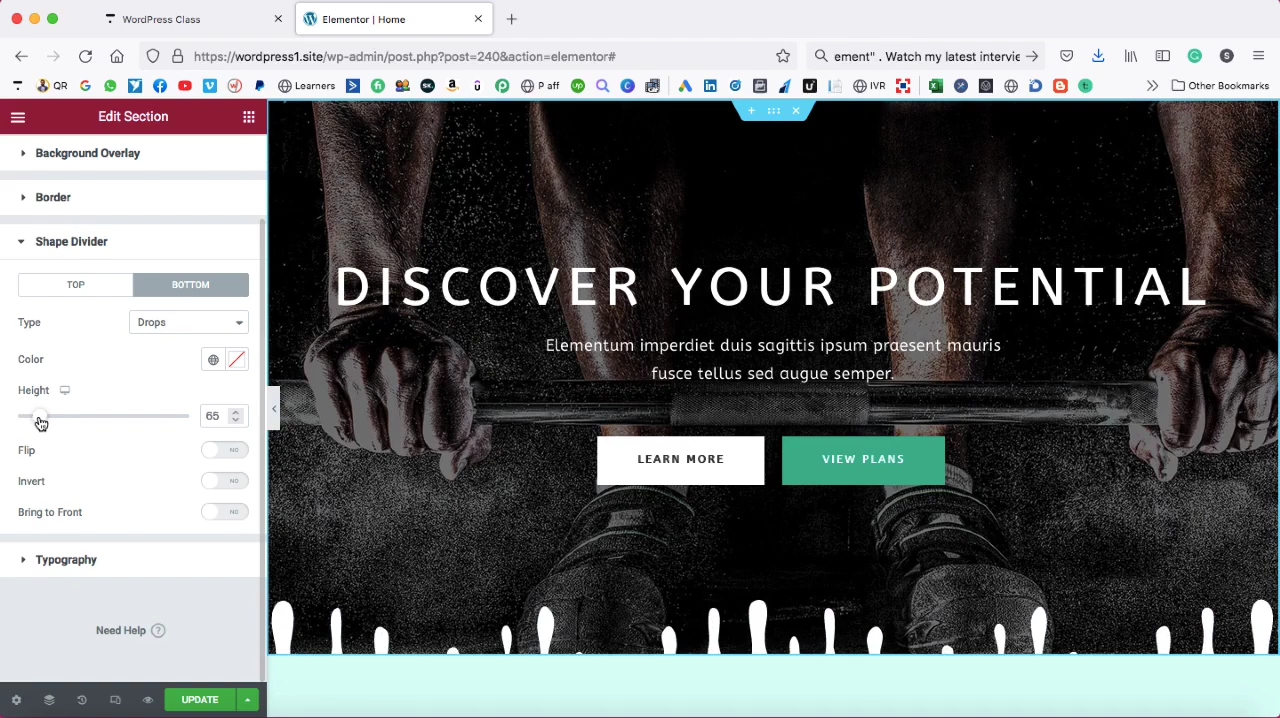 WordPress Class
Elementor | Home
https://wordpress1.site/wp-admin/post.php?post=240&action=elementor#
ement" . Watch my latest intervie
QR
Learners
P aff
IVR
Other Bookmarks
Edit Section
Background Overlay
Border
Shape Divider
TOP
BOTTOM
Type
Drops
Color
Height
65
Flip
NO
Invert
NO
Bring to Front
NO
Typography
Need Help ?
UPDATE
DISCOVER YOUR POTENTIAL
Elementum imperdiet duis sagittis ipsum praesent mauris
fusce tellus sed augue semper.
LEARN MORE
VIEW PLANS